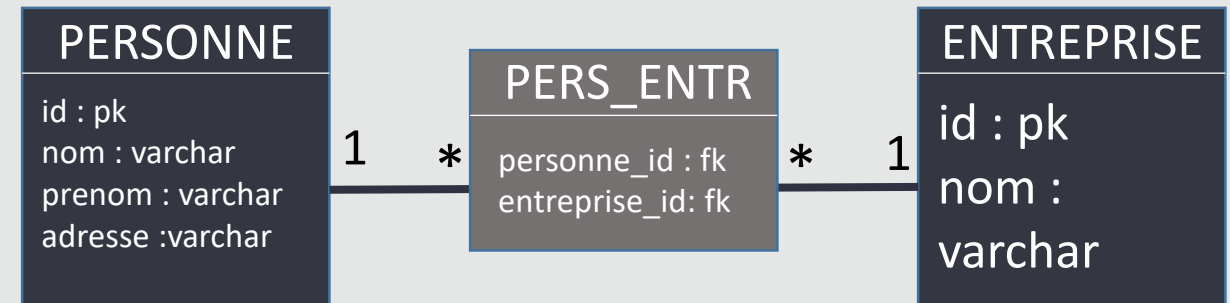 PERSONNE
id : pk
nom : varchar
prenom : varchar
adresse :varchar
1
*
PERS_ENTR
personne_id : fk
entreprise_id: fk
*
1
ENTREPRISE
id : pk
nom :
varchar